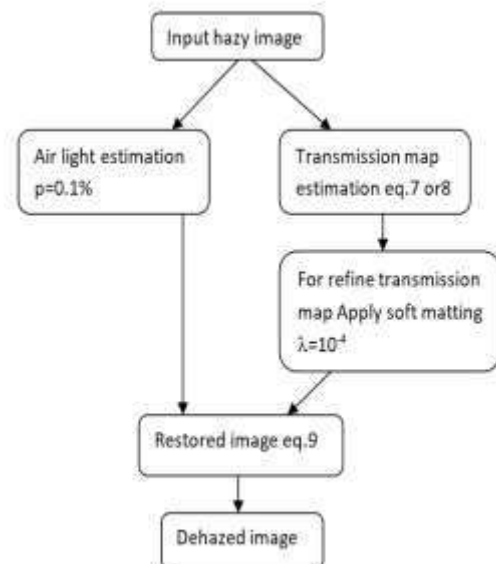 Input hazy image
Air light estimation
p=0.1%
Transmission map
estimation eq.7 or8
For refine transmission
map Apply soft matting
λ=10⁻⁴
Restored image eq.9
Dehazed image